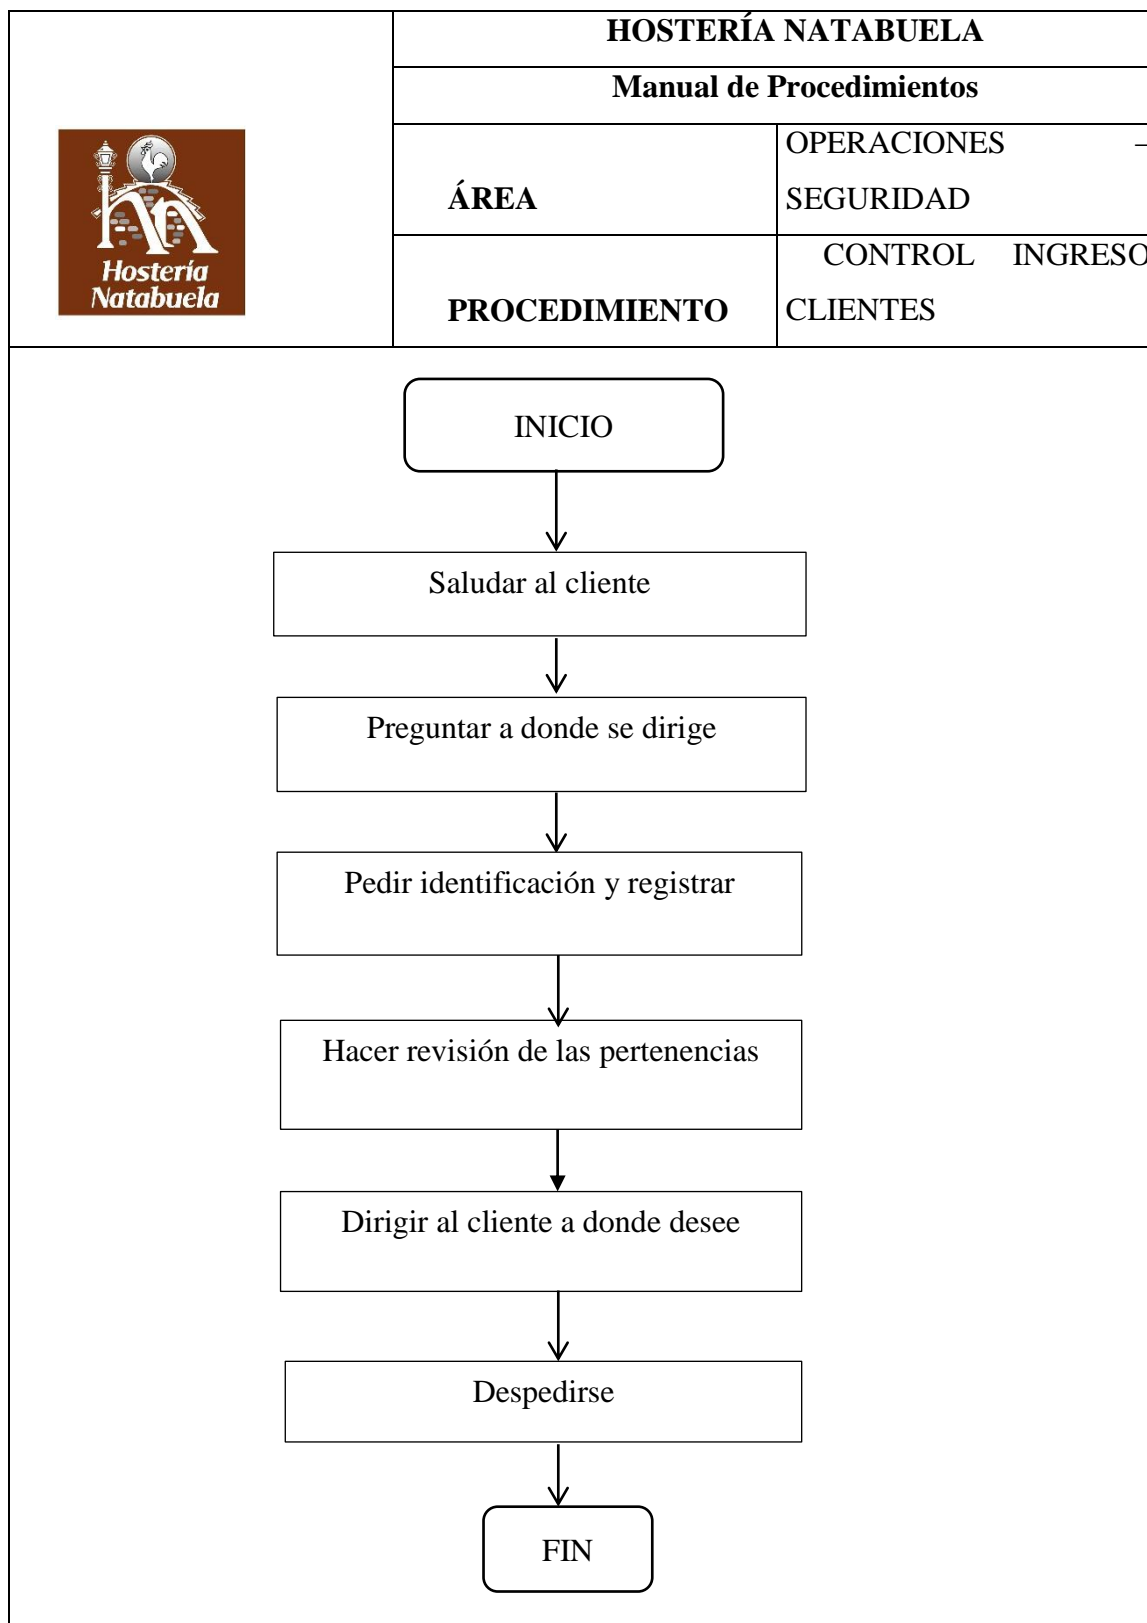 HOSTERÍA NATABUELA
Manual de Procedimientos
Hostería
Natabuela
ÁREA
OPERACIONES –
SEGURIDAD
PROCEDIMIENTO
CONTROL INGRESO
CLIENTES
INICIO
Saludar al cliente
Preguntar a donde se dirige
Pedir identificación y registrar
Hacer revisión de las pertenencias
Dirigir al cliente a donde desee
Despedirse
FIN